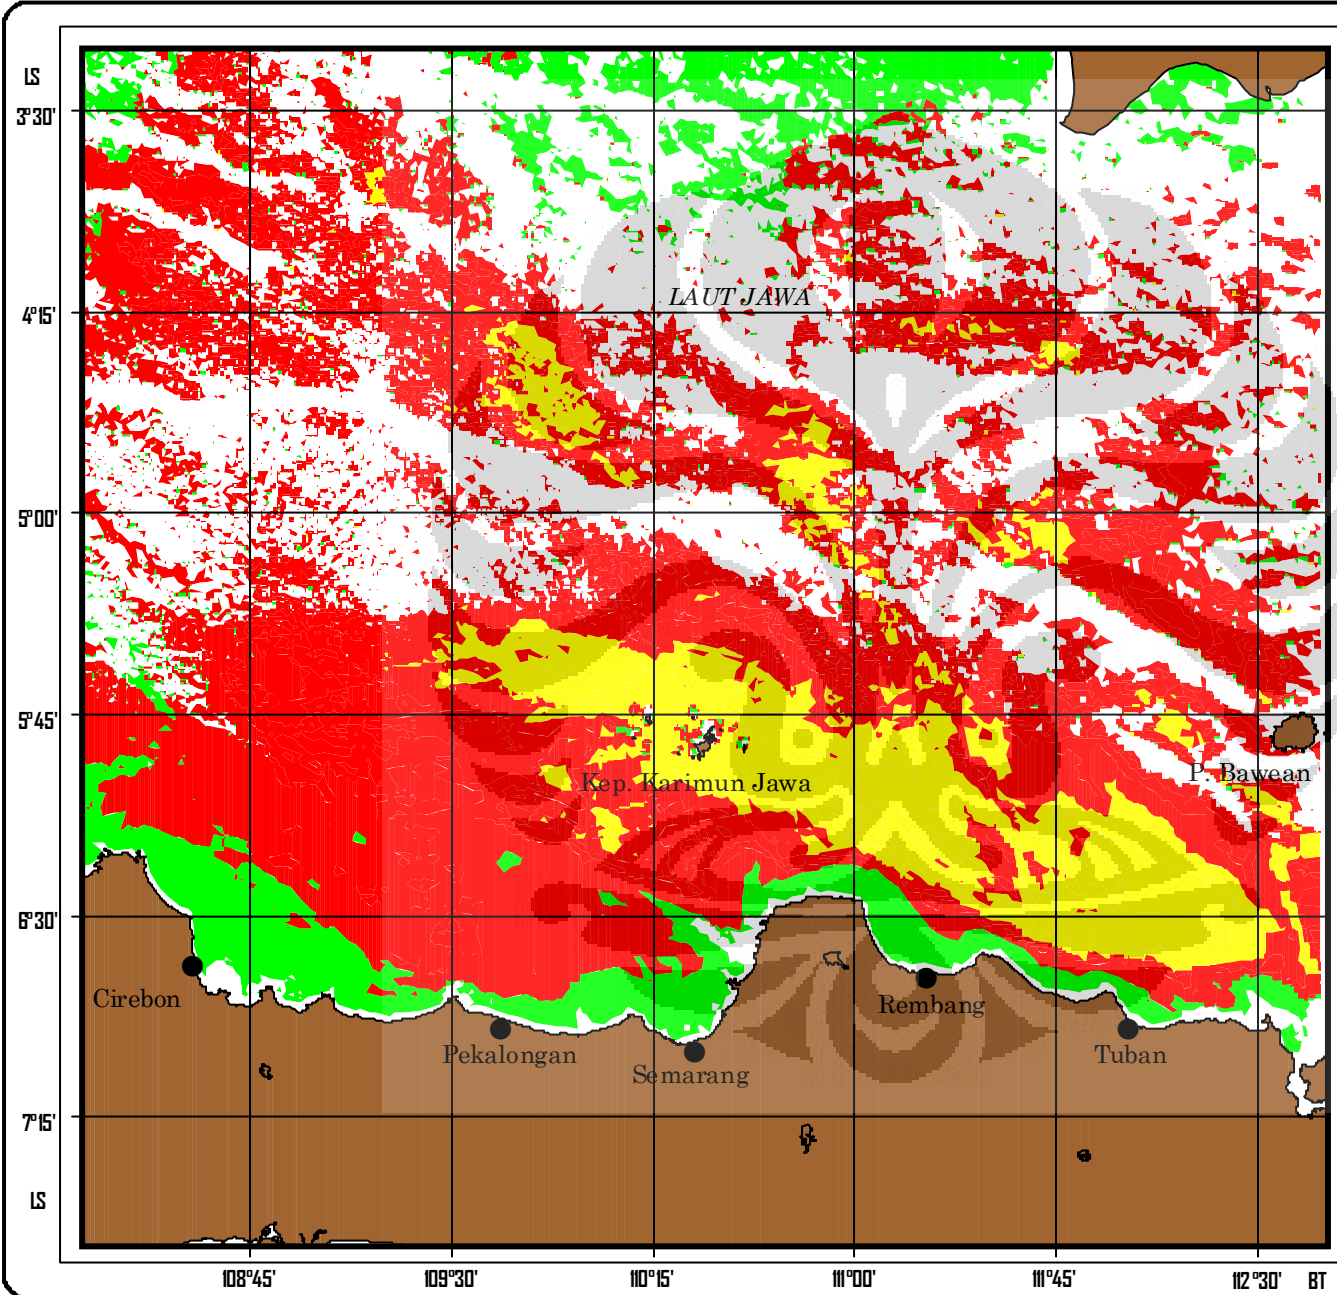 LS
3°30'
LAUT JAWA
4°15'
5°00'
5°45'
P. Bawean
Kep. Karimun Jawa
6°30'
Cirebon
Rembang
Pekalongan
Tuban
Semarang
7°15'
LS
108°45'
109°30'
110°15'
111°00'
111°45'
112°30'
BT